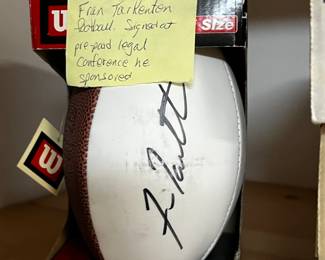 Fran Tarkenton
football. Signed at
pre-paid legal
Conference he
sponsored
Size
W